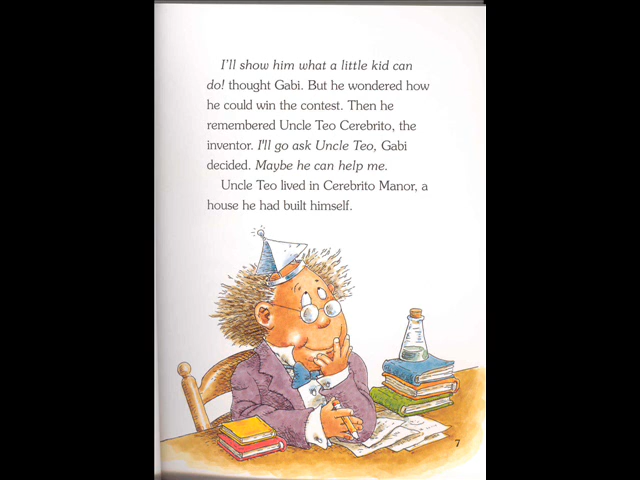 I'll show him what a little kid can
do! thought Gabi. But he wondered how
he could win the contest. Then he
remembered Uncle Teo Cerebrito, the
inventor. I'll go ask Uncle Teo, Gabi
decided. Maybe he can help me.
Uncle Teo lived in Cerebrito Manor, a
house he had built himself.
7